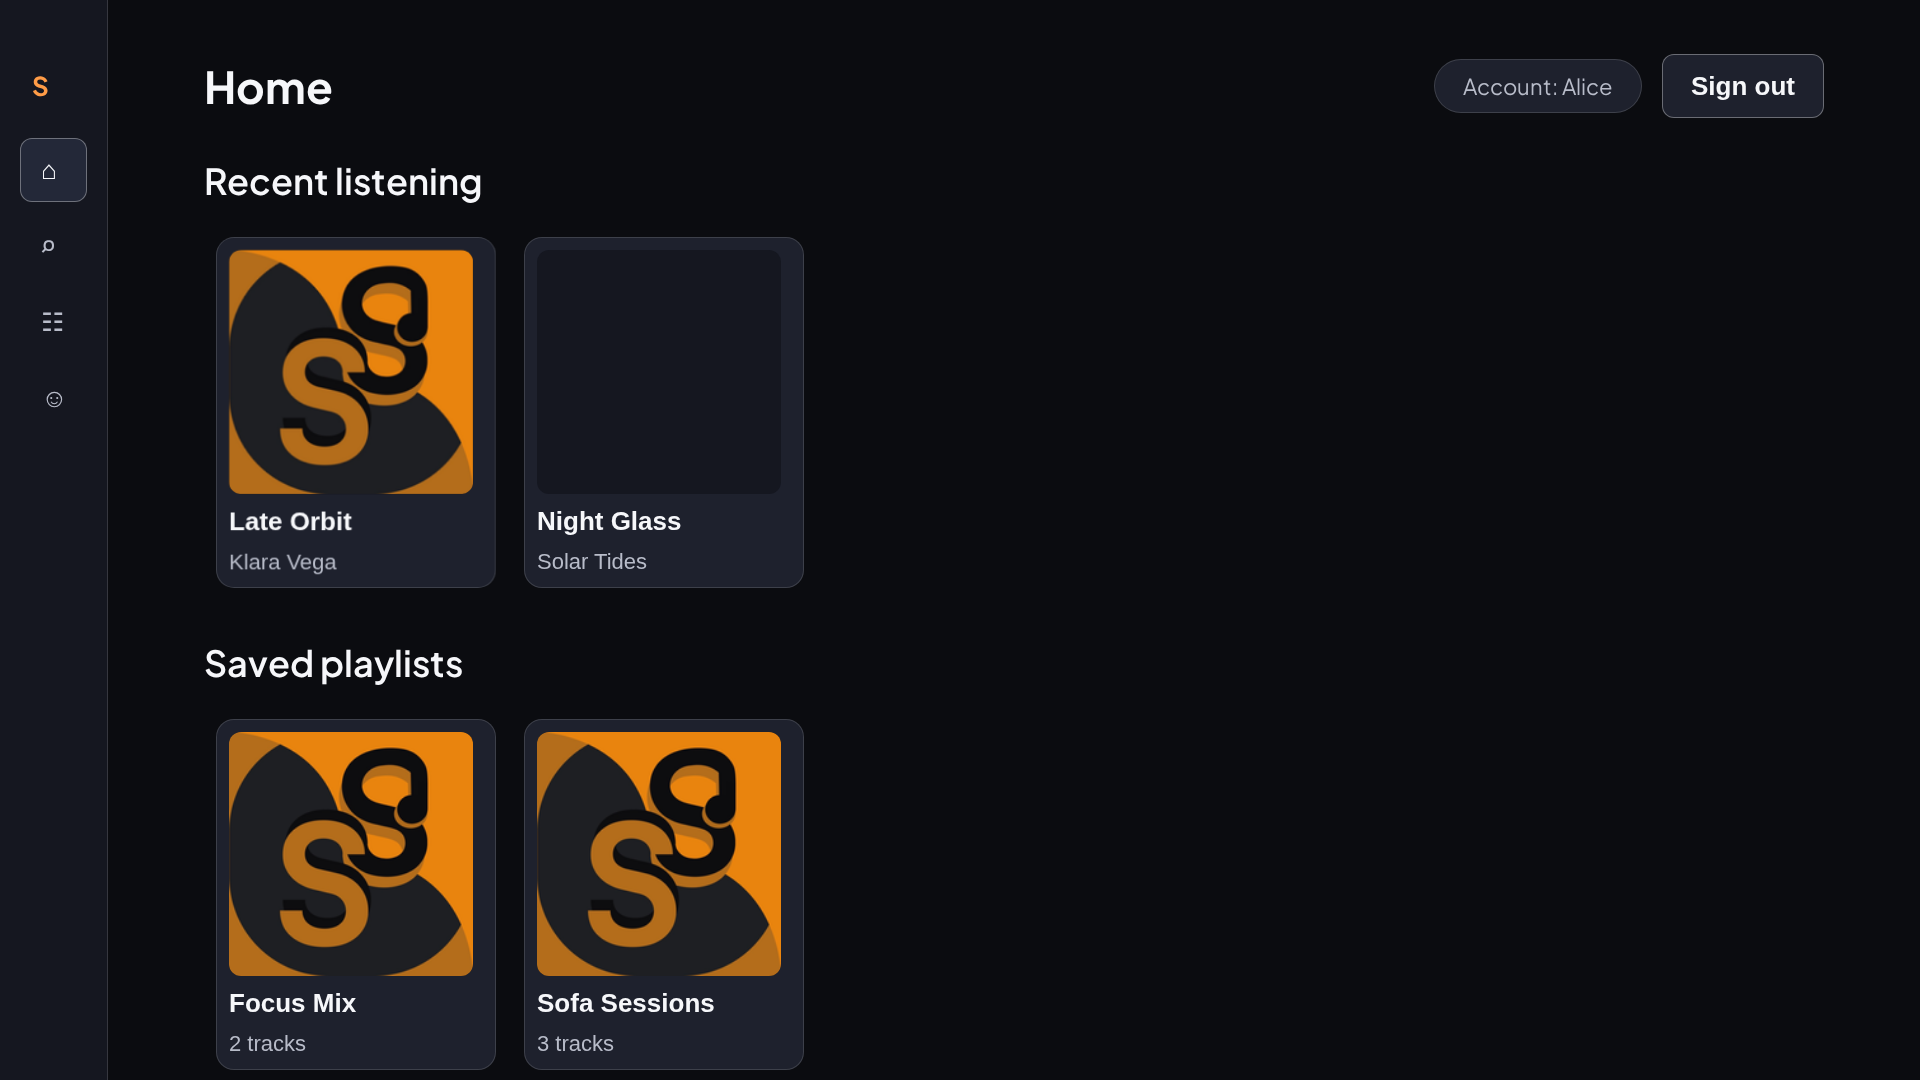 S
Home
Account: Alice
Sign out
Recent listening
Late Orbit
Klara Vega
Night Glass
Solar Tides
Saved playlists
Focus Mix
2 tracks
Sofa Sessions
3 tracks